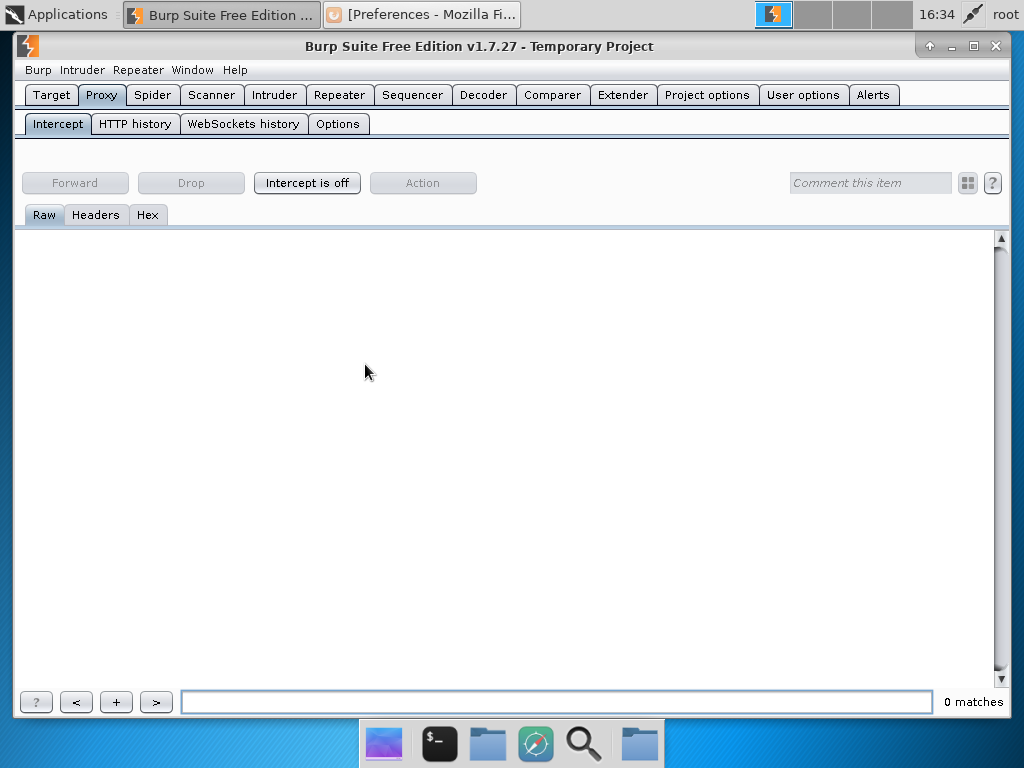 Applications
Burp Suite Free Edition ...
[Preferences - Mozilla Fi...
16:34
root
Burp Suite Free Edition v1.7.27 - Temporary Project
Burp Intruder Repeater Window Help
Target Proxy Spider Scanner Intruder Repeater Sequencer Decoder Comparer Extender Project options User options Alerts
Intercept HTTP history WebSockets history Options
Forward Drop Intercept is off Action Comment this item ?
Raw Headers Hex
? < + > 0 matches
$_